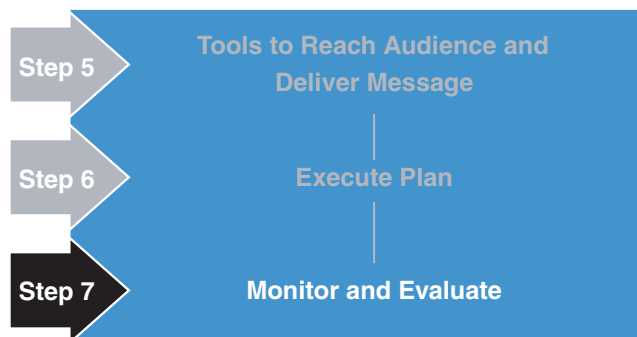 Step 5
Tools to Reach Audience and
Deliver Message
Step 6
Execute Plan
Step 7
Monitor and Evaluate